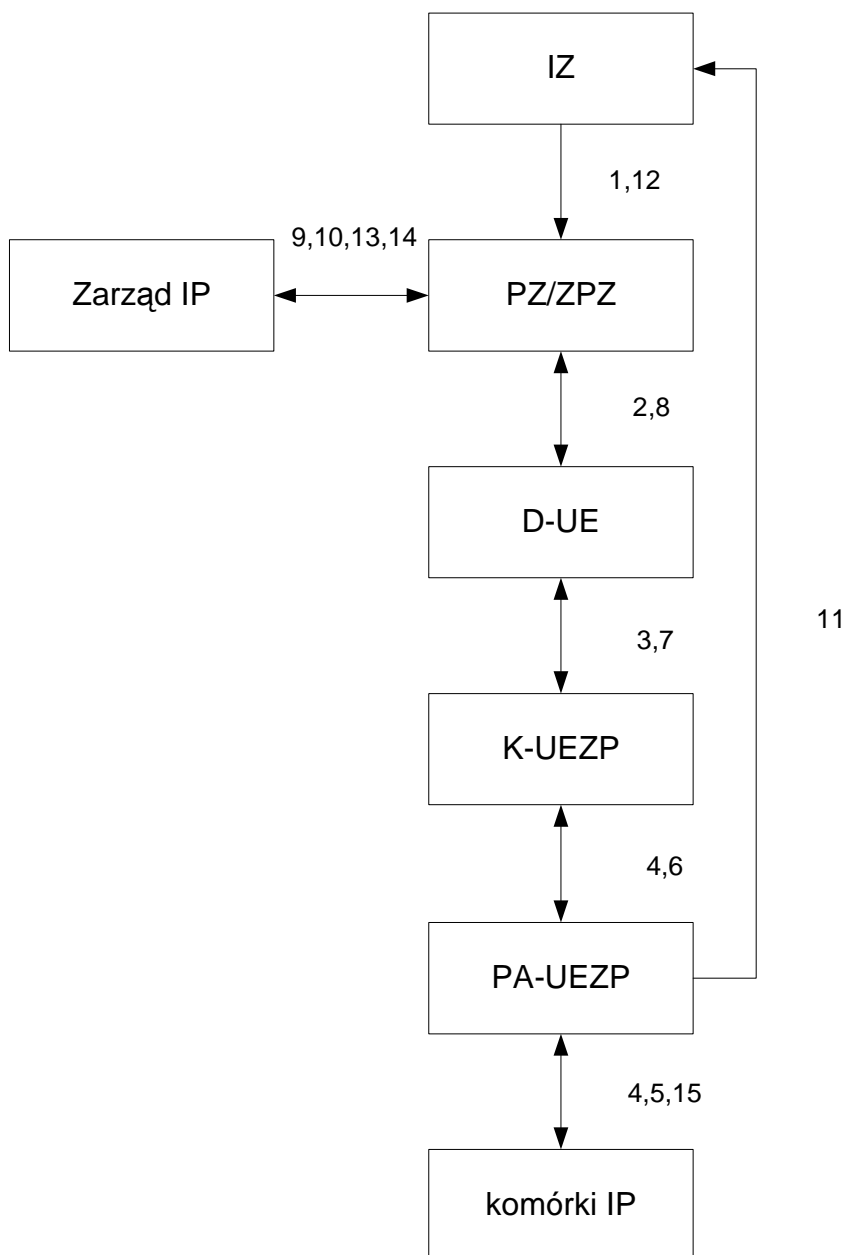 IZ
1,12
9,10,13,14
Zarząd IP
PZ/ZPZ
2,8
D-UE
11
3,7
K-UEZP
4,6
PA-UEZP
4,5,15
komórki IP